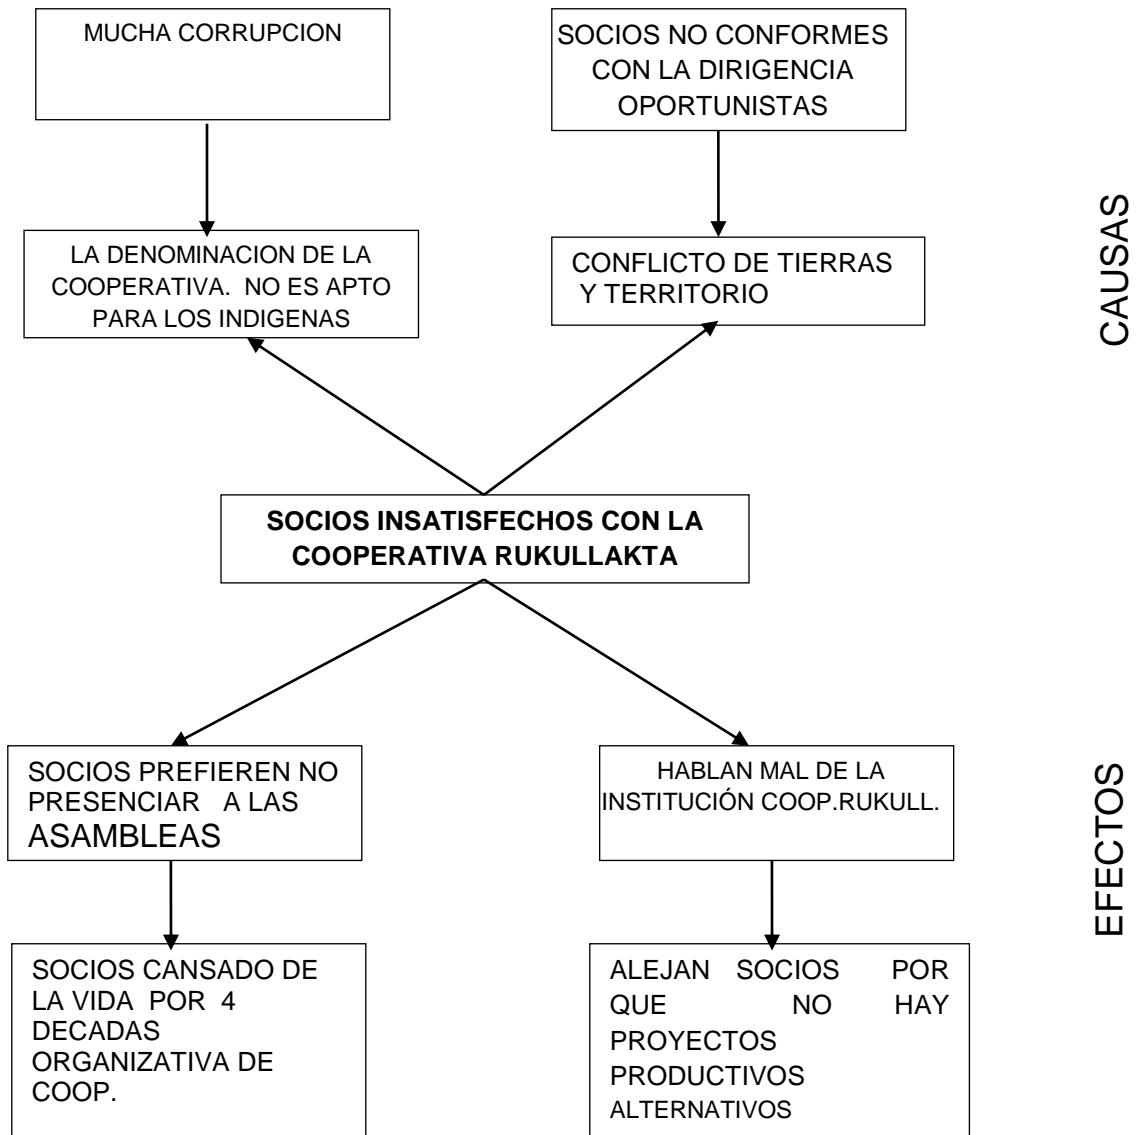 MUCHA CORRUPCION
SOCIOS NO CONFORMES
CON LA DIRIGENCIA
OPORTUNISTAS
LA DENOMINACION DE LA
COOPERATIVA. NO ES APTO
PARA LOS INDIGENAS
CONFLICTO DE TIERRAS
Y TERRITORIO
CAUSAS
SOCIOS INSATISFECHOS CON LA
COOPERATIVA RUKULLAKTA
SOCIOS PREFIEREN NO
PRESENCIAR A LAS
ASAMBLEAS
HABLAN MAL DE LA
INSTITUCIÓN COOP.RUKULL.
EFECTOS
SOCIOS CANSADO DE
LA VIDA POR 4
DECADAS
ORGANIZATIVA DE
COOP.
ALEJAN SOCIOS POR
QUE NO HAY
PROYECTOS
PRODUCTIVOS
ALTERNATIVOS